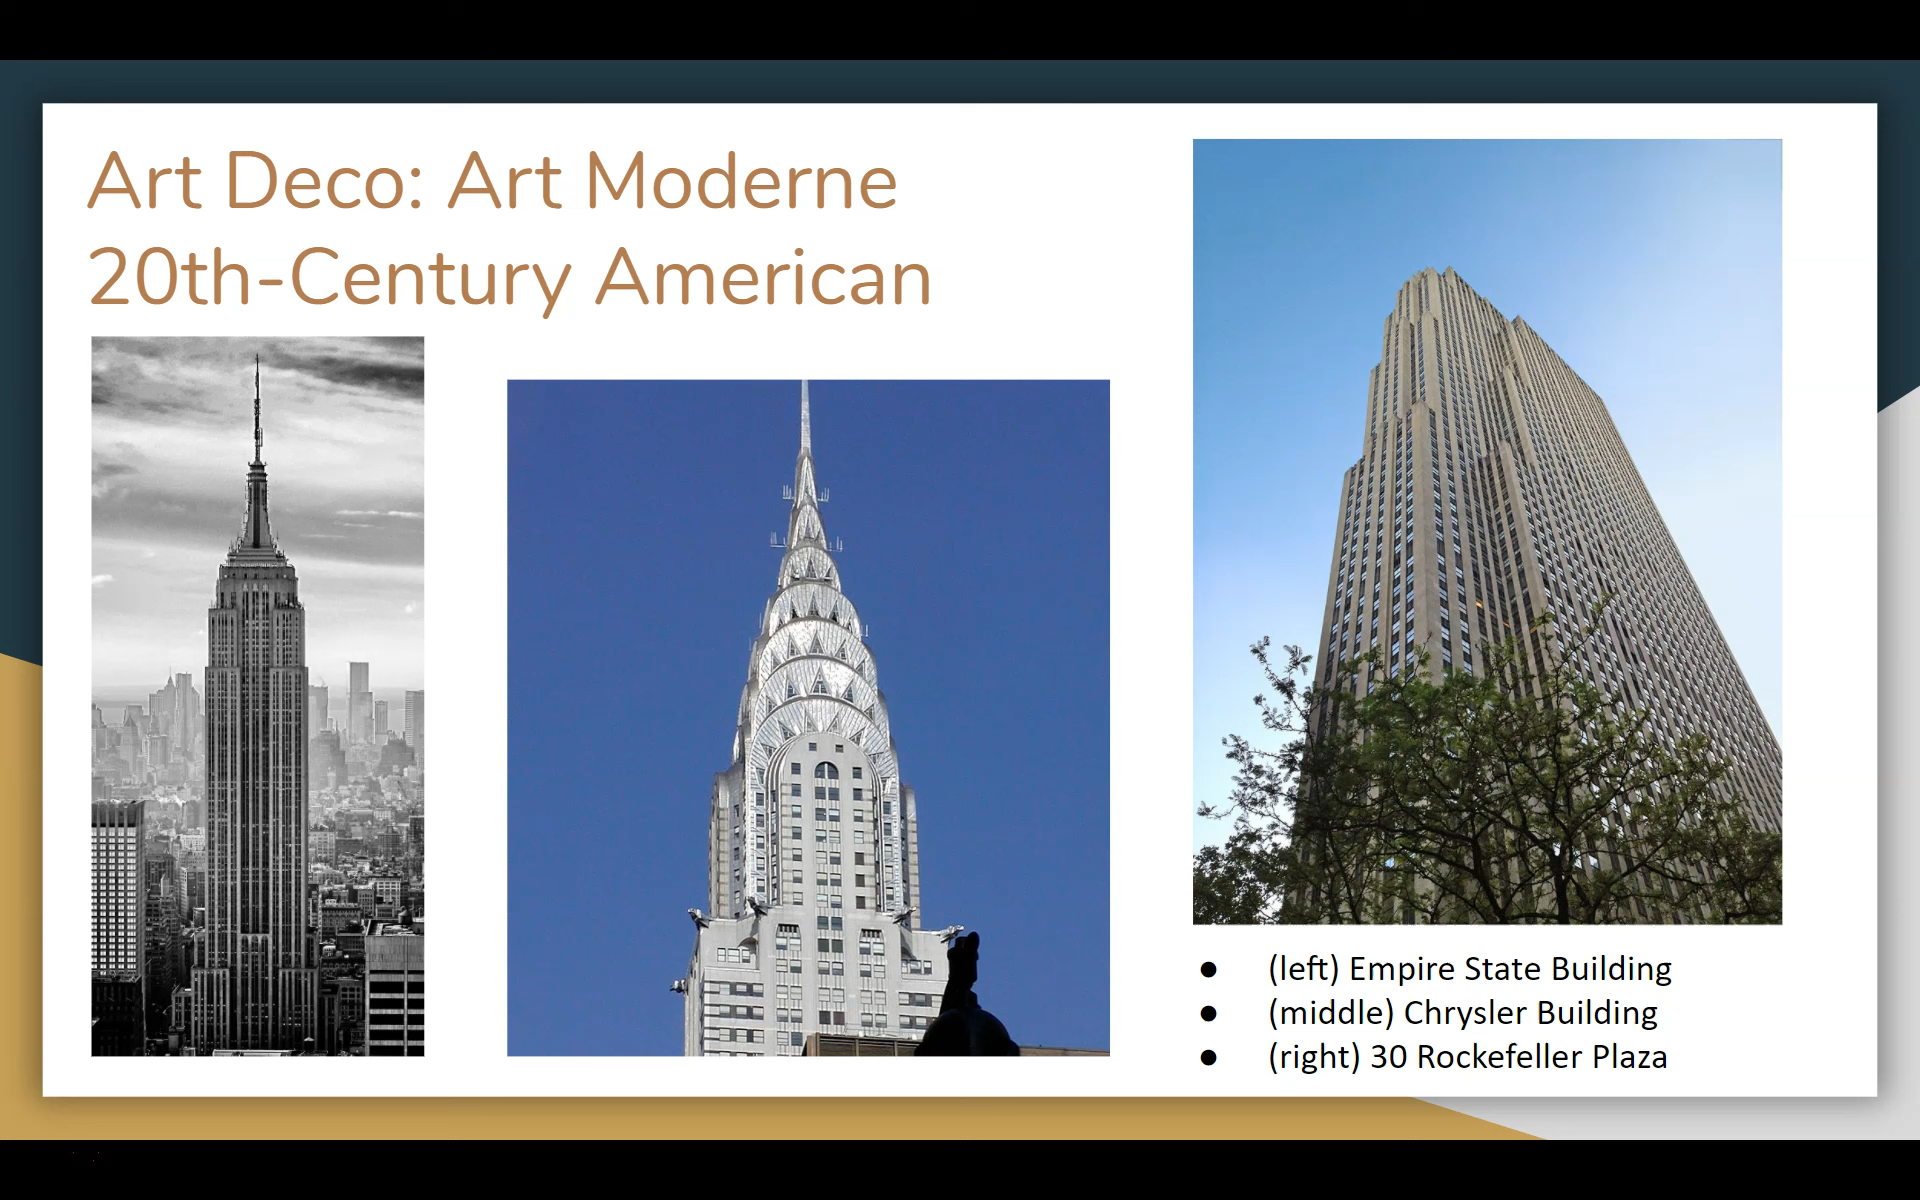 Art Deco: Art Moderne
20th-Century American
● (left) Empire State Building
● (middle) Chrysler Building
● (right) 30 Rockefeller Plaza